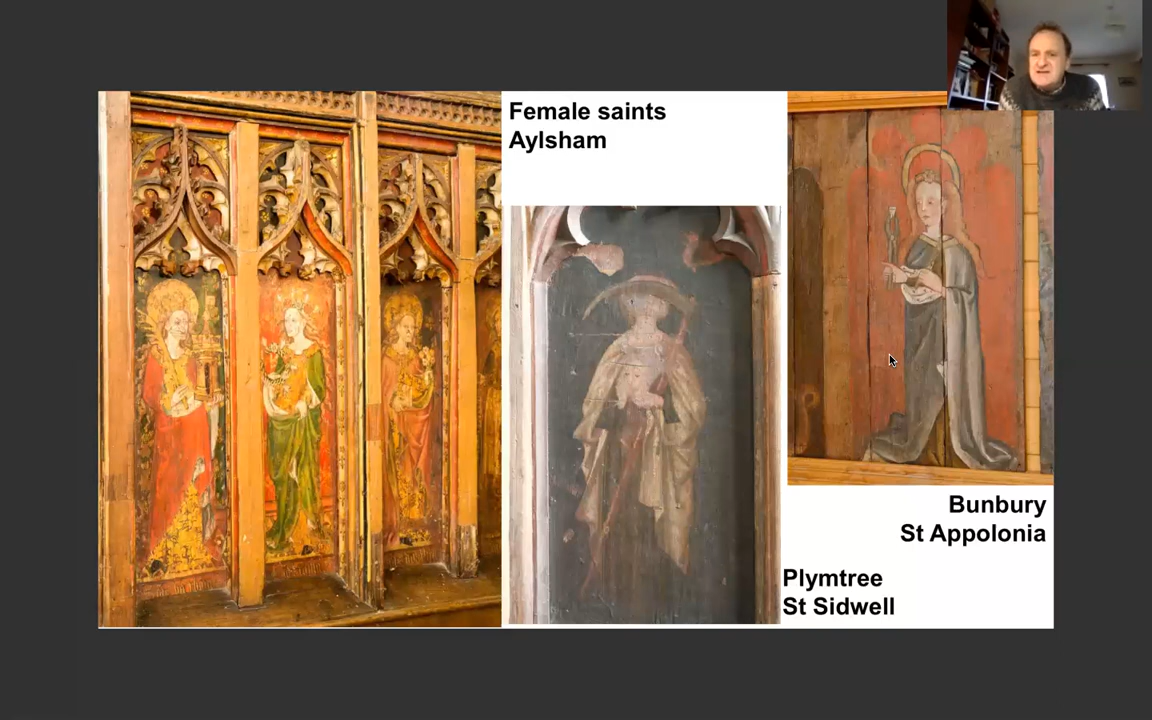 Female saints
Aylsham
Bunbury
St Appolonia
Plymtree
St Sidwell